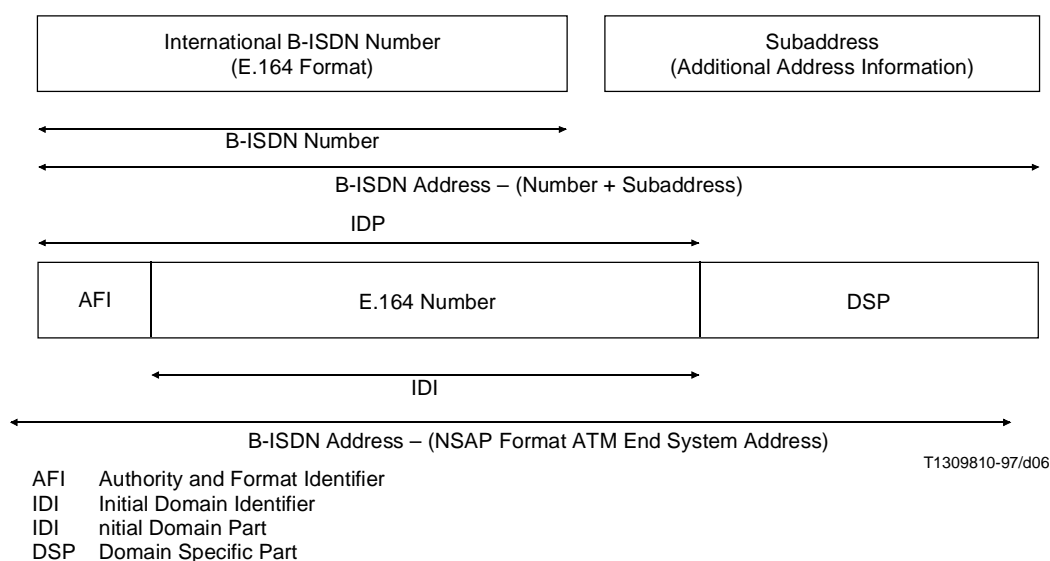 International B-ISDN Number
(E.164 Format)
Subaddress
(Additional Address Information)
B-ISDN Number
B-ISDN Address – (Number + Subaddress)
IDP
AFI
E.164 Number
DSP
IDI
B-ISDN Address – (NSAP Format ATM End System Address)
T1309810-97/d06
AFI Authority and Format Identifier
IDI Initial Domain Identifier
IDI nitial Domain Part
DSP Domain Specific Part